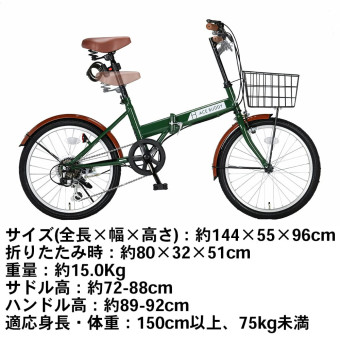 ACE BUDDY
サイズ(全長×幅×高さ)：約144×55×96cm
折りたたみ時：約80×32×51cm
重量：約15.0Kg
サドル高：約72-88cm
ハンドル高：約89-92cm
適応身長・体重：150cm以上、75kg未満